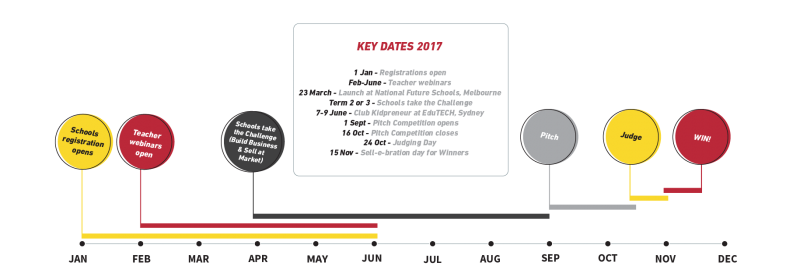 KEY DATES 2017
1 Jan - Registrations open
Feb-June - Teacher webinars
23 March - Launch at National Future Schools, Melbourne
Term 2 or 3 - Schools take the Challenge
7-9 June - Club Kidpreneur at EduTECH, Sydney
1 Sept - Pitch Competition opens
16 Oct - Pitch Competition closes
24 Oct - Judging Day
15 Nov - Sell-o-bration day for Winners
Schools
registration
opens
Teacher
webinars
open
Schools take
the Challenge
(Build Business
& Sell at
Market)
Pitch
Judge
WIN!
JAN FEB MAR APR MAY JUN JUL AUG SEP OCT NOV DEC